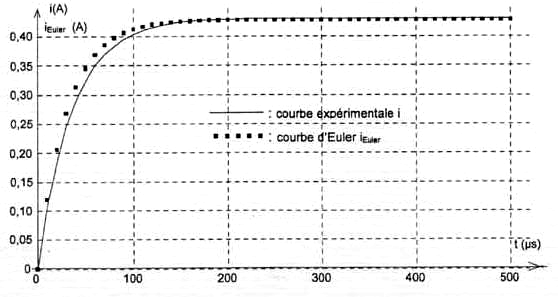 i(A)
iEuler (A)
0,40
0,35
0,30
0,25
0,20
0,15
0,10
0,05
0
: courbe expérimentale i
: courbe d'Euler iEuler
t (µs)
0 100 200 300 400 500